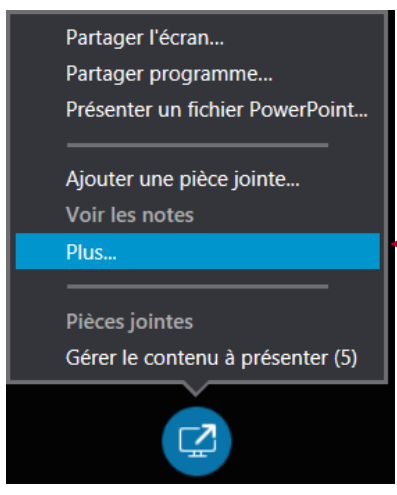 Partager l'écran...
Partager programme...
Présenter un fichier PowerPoint...
Ajouter une pièce jointe...
Voir les notes
Plus...
Pièces jointes
Gérer le contenu à présenter (5)